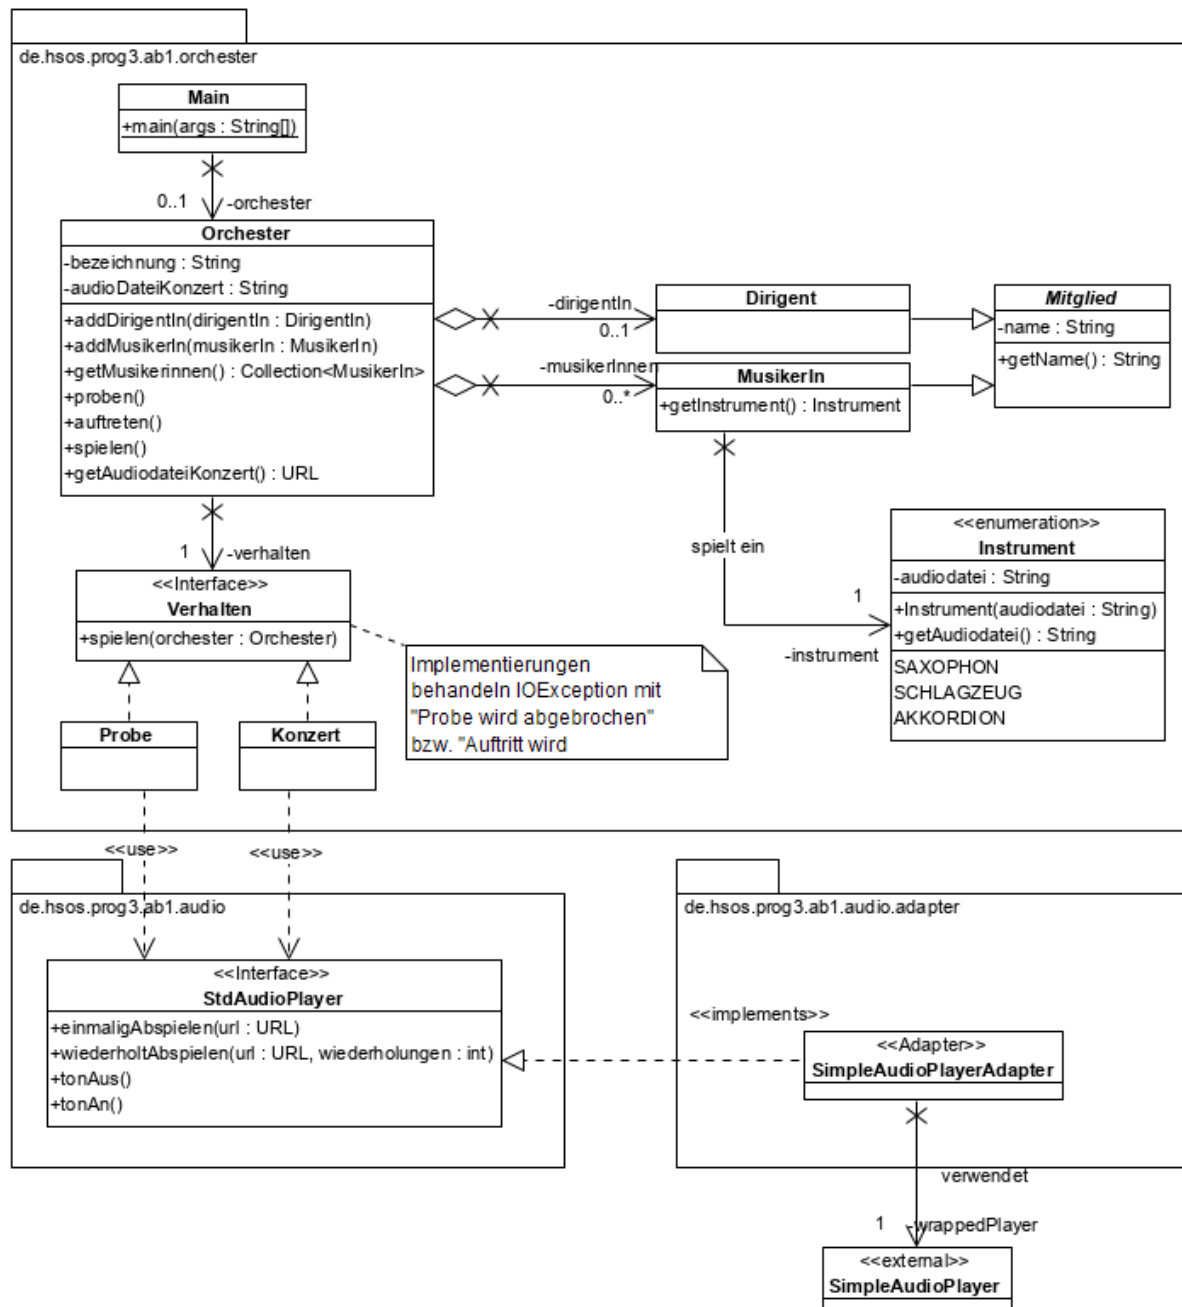 de.hsos.prog3.ab1.orchester
Main
+main(args : String[])
0..1
-orchester
Orchester
-bezeichnung : String
-audioDateiKonzert : String
+addDirigentIn(dirigentIn : DirigentIn)
+addMusikerIn(musikerIn : MusikerIn)
+getMusikerinnen() : Collection<MusikerIn>
+proben()
+auftreten()
+spielen()
+getAudiodateiKonzert() : URL
-dirigentIn
0..1
Dirigent
Mitglied
-name : String
+getName() : String
-musikerInnen
0..*
MusikerIn
+getInstrument() : Instrument
spielt ein
1
-instrument
<<enumeration>>
Instrument
-audiodatei : String
+Instrument(audiodatei : String)
+getAudiodatei() : String
SAXOPHON
SCHLAGZEUG
AKKORDION
1
-verhalten
<<Interface>>
Verhalten
+spielen(orchester : Orchester)
Implementierungen
behandeln IOException mit
"Probe wird abgebrochen"
bzw. "Auftritt wird
Probe
Konzert
<<use>>
<<use>>
de.hsos.prog3.ab1.audio
<<Interface>>
StdAudioPlayer
+einmaligAbspielen(url : URL)
+wiederholtAbspielen(url : URL, wiederholungen : int)
+tonAus()
+tonAn()
de.hsos.prog3.ab1.audio.adapter
<<implements>>
<<Adapter>>
SimpleAudioPlayerAdapter
verwendet
1
-wrappedPlayer
<<external>>
SimpleAudioPlayer